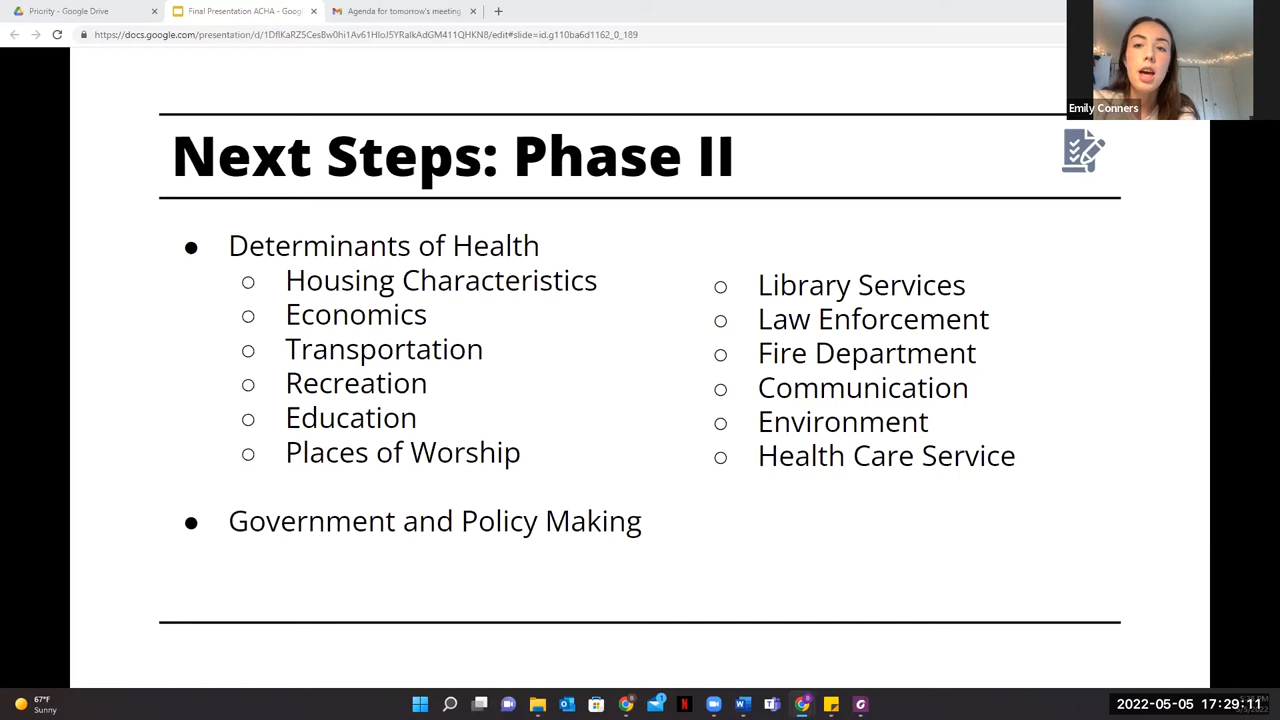 Priority - Google Drive
Final Presentation ACHA - Goog
Agenda for tomorrow's meeting
Emily Conners
Next Steps: Phase II
● Determinants of Health
○ Housing Characteristics
○ Economics
○ Transportation
○ Recreation
○ Education
○ Places of Worship
○ Library Services
○ Law Enforcement
○ Fire Department
○ Communication
○ Environment
○ Health Care Service
● Government and Policy Making
67°F
Sunny
2022-05-05 17:29:11